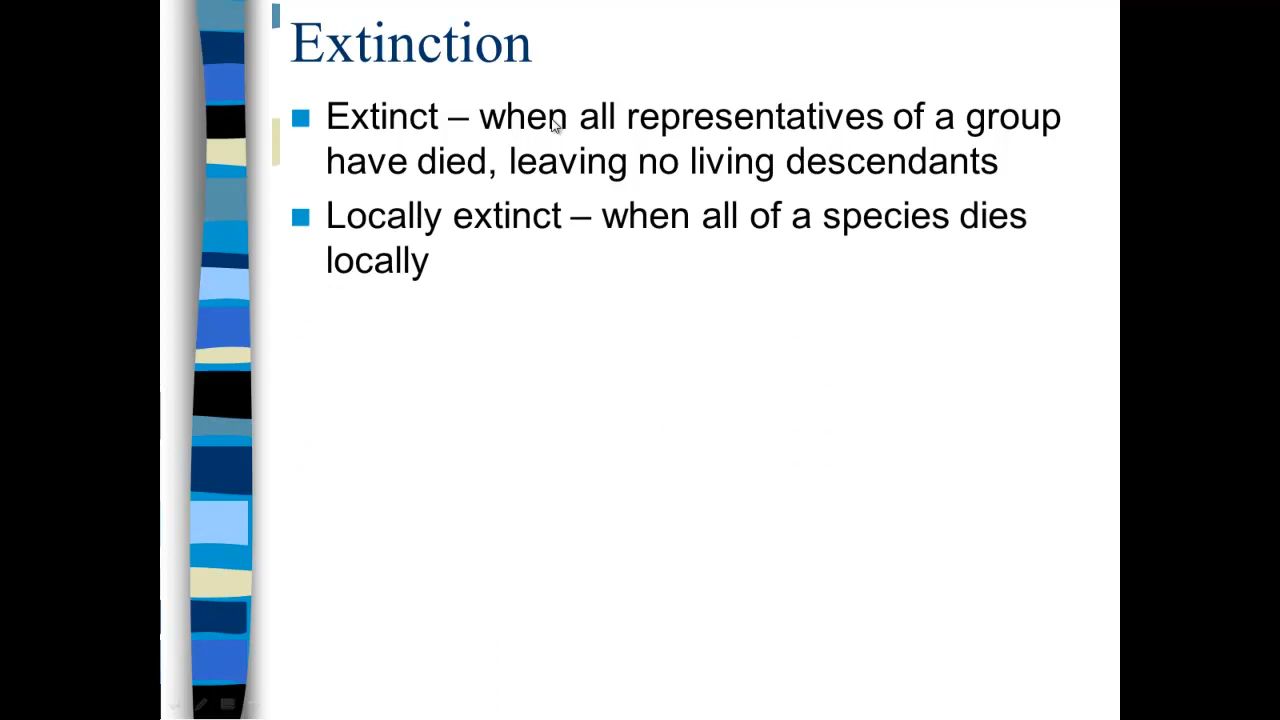 Extinction
Extinct – when all representatives of a group
have died, leaving no living descendants
Locally extinct – when all of a species dies
locally